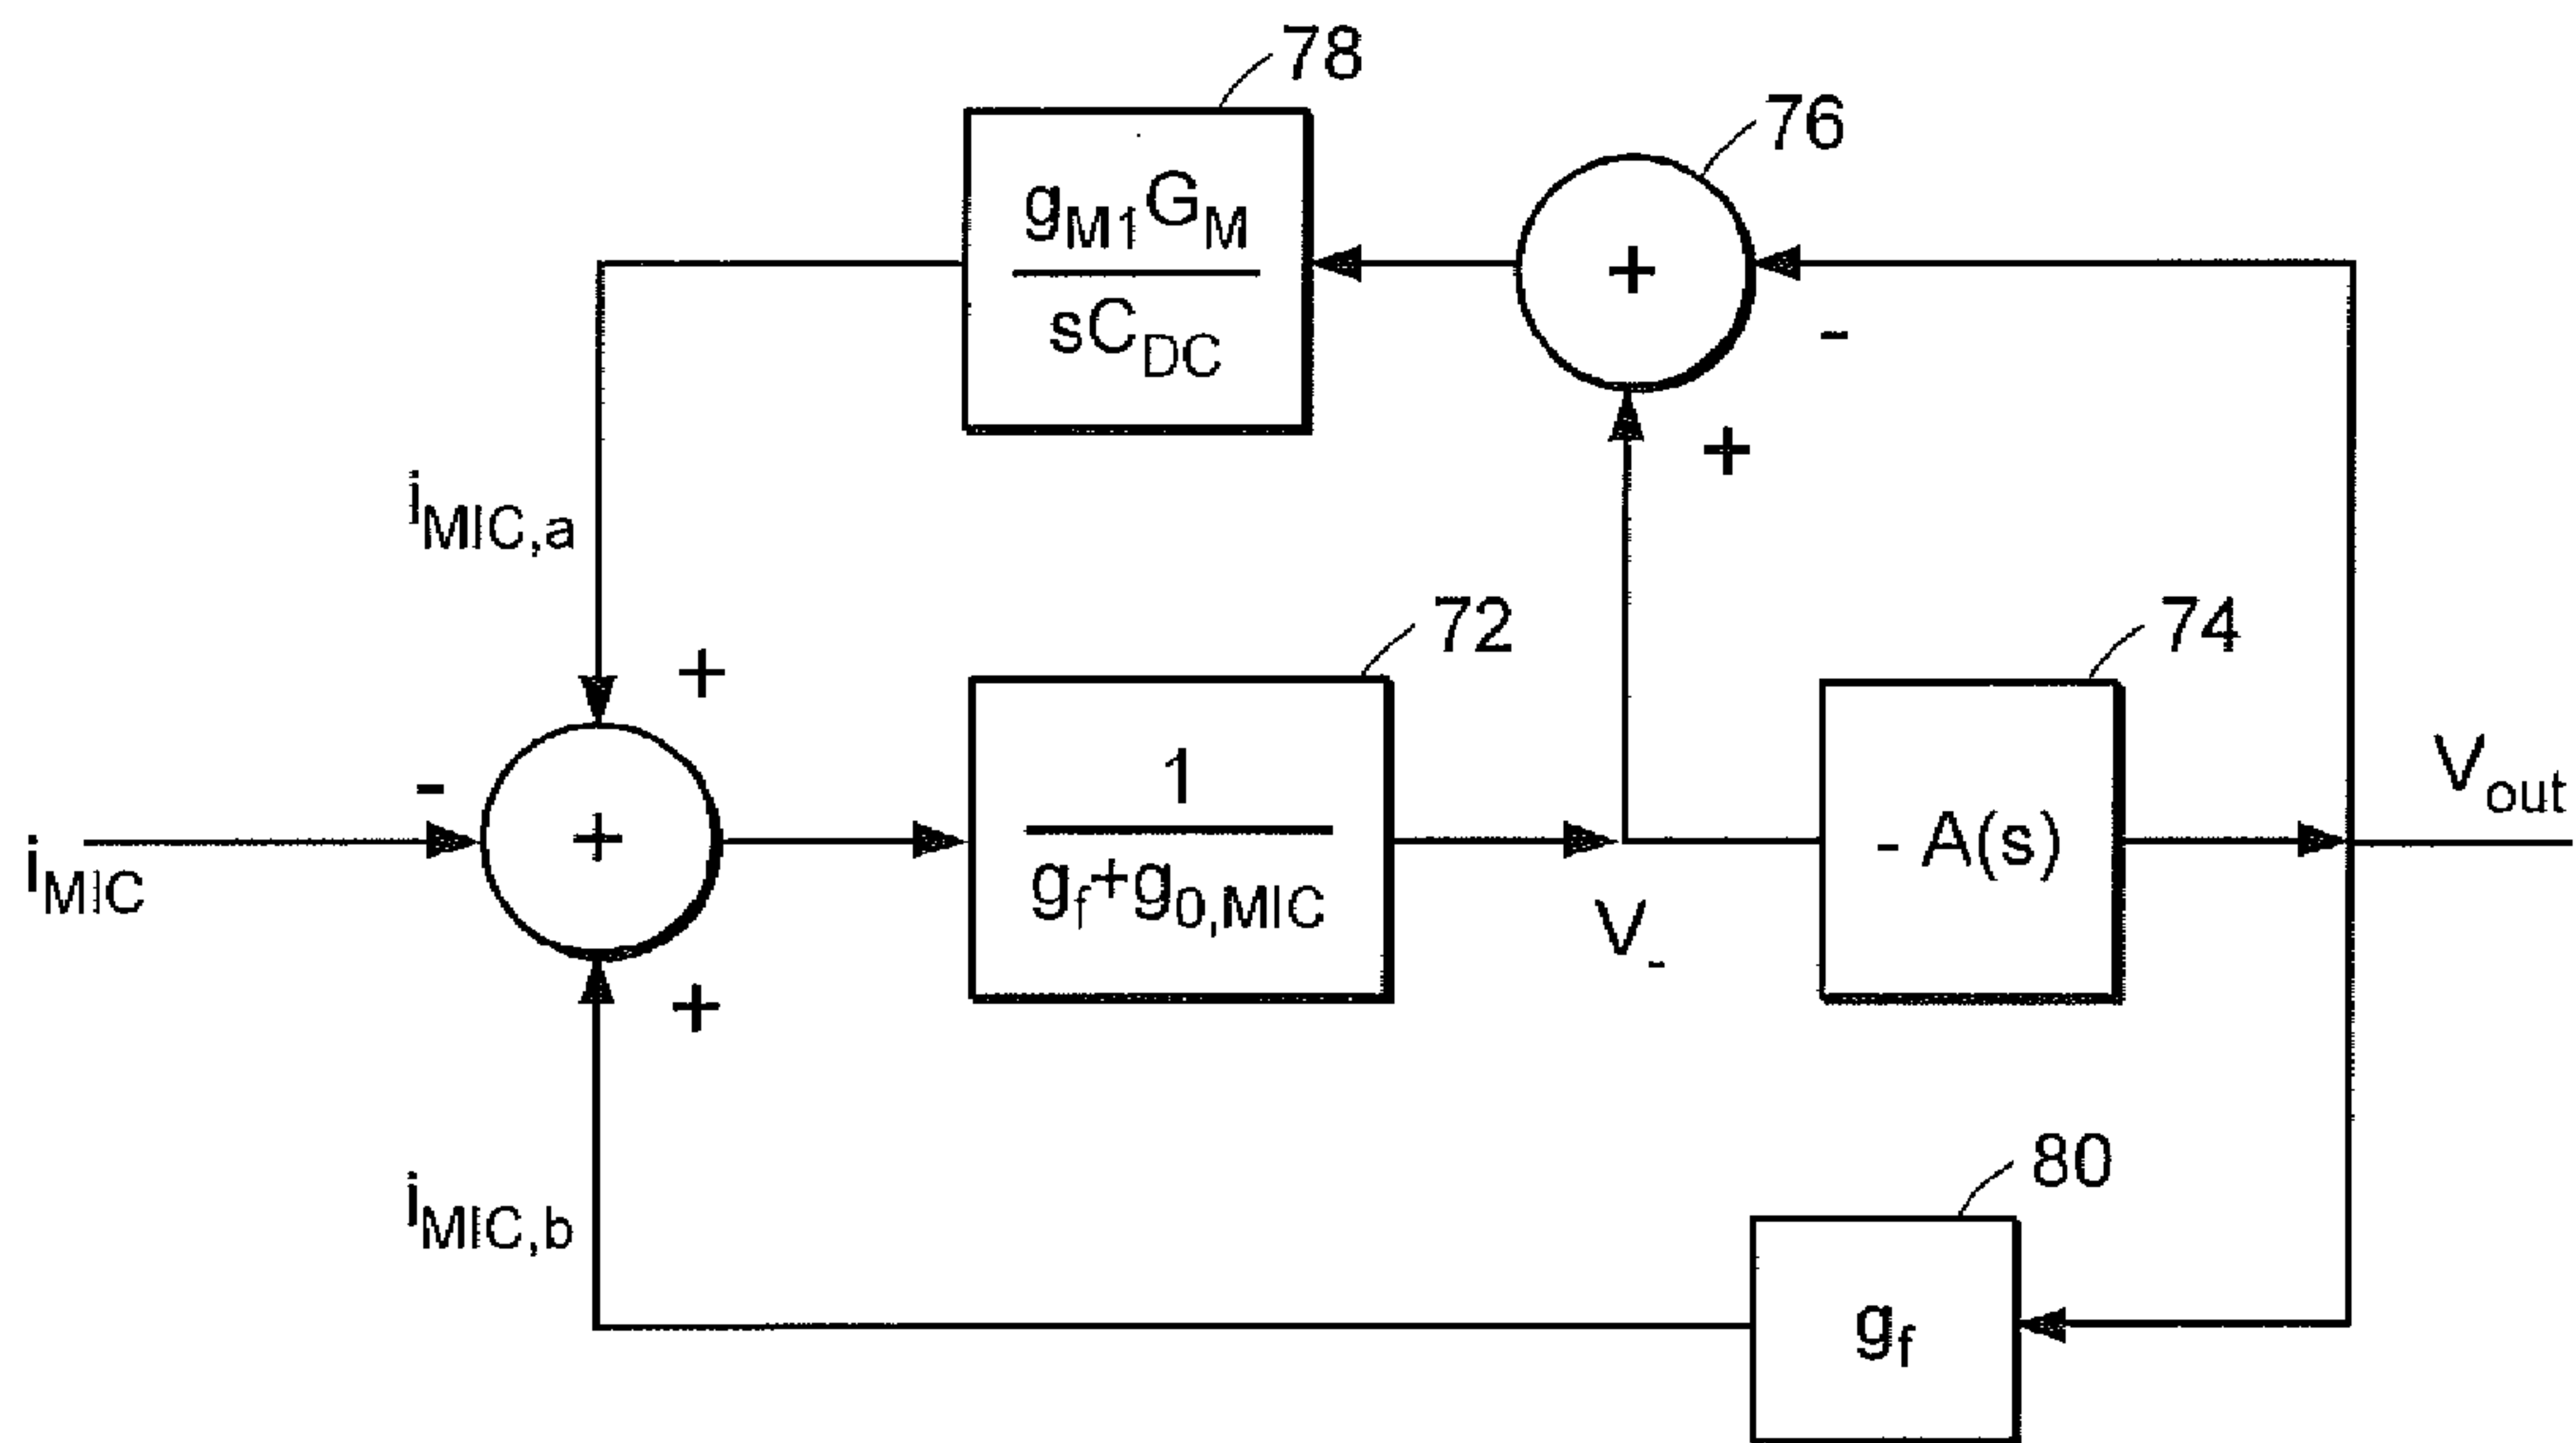 78
76
g_M1 G_M
sC_DC
+
-
+
i_MIC,a
72
74
+
-
i_MIC
+
1
g_f+g_0,MIC
V_-
- A(s)
V_out
+
80
i_MIC,b
g_f